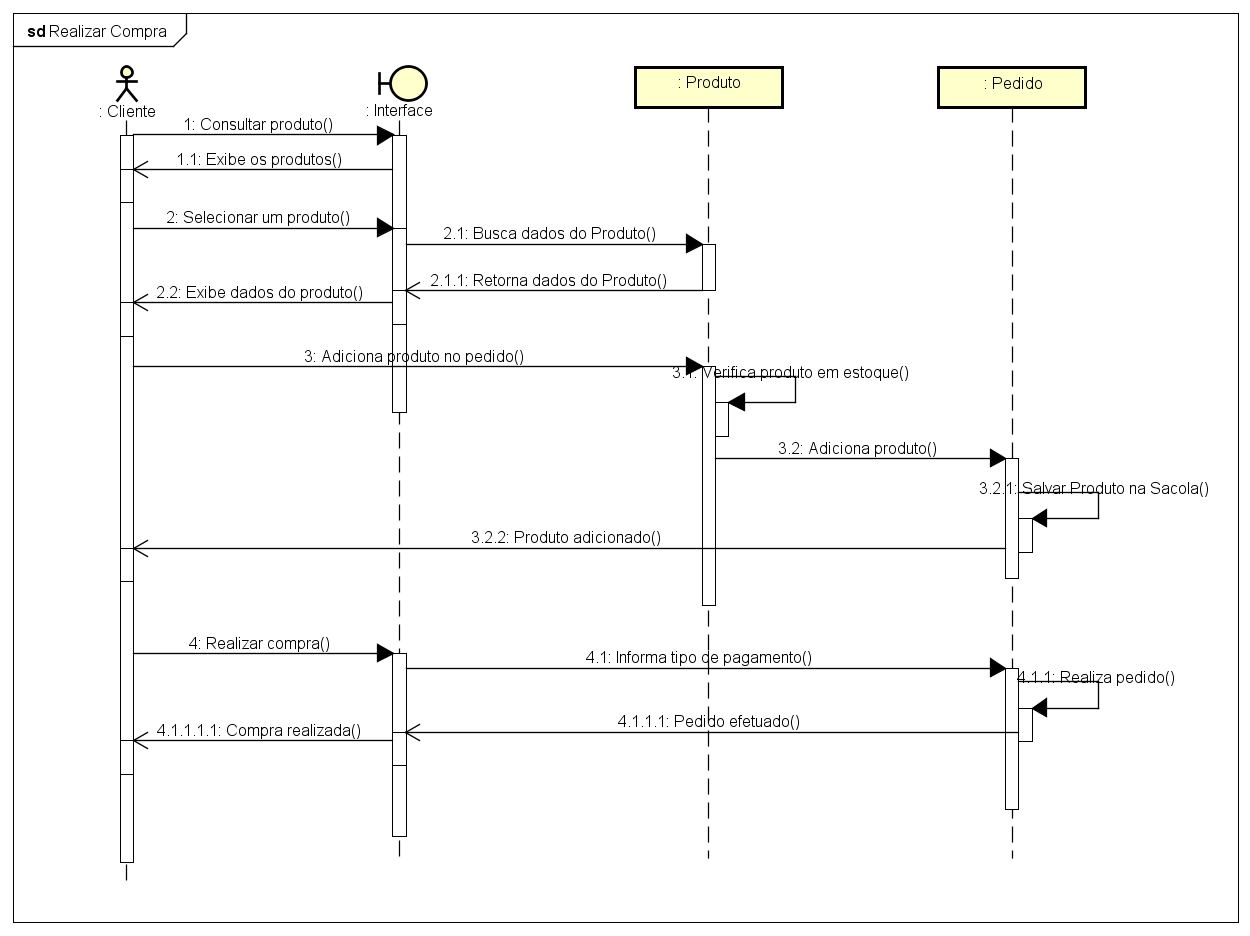 sd Realizar Compra
: Cliente
: Interface
: Produto
: Pedido
1: Consultar produto()
1.1: Exibe os produtos()
2: Selecionar um produto()
2.1: Busca dados do Produto()
2.1.1: Retorna dados do Produto()
2.2: Exibe dados do produto()
3: Adiciona produto no pedido()
3.1: Verifica produto em estoque()
3.2: Adiciona produto()
3.2.1: Salvar Produto na Sacola()
3.2.2: Produto adicionado()
4: Realizar compra()
4.1: Informa tipo de pagamento()
4.1.1: Realiza pedido()
4.1.1.1: Pedido efetuado()
4.1.1.1.1: Compra realizada()